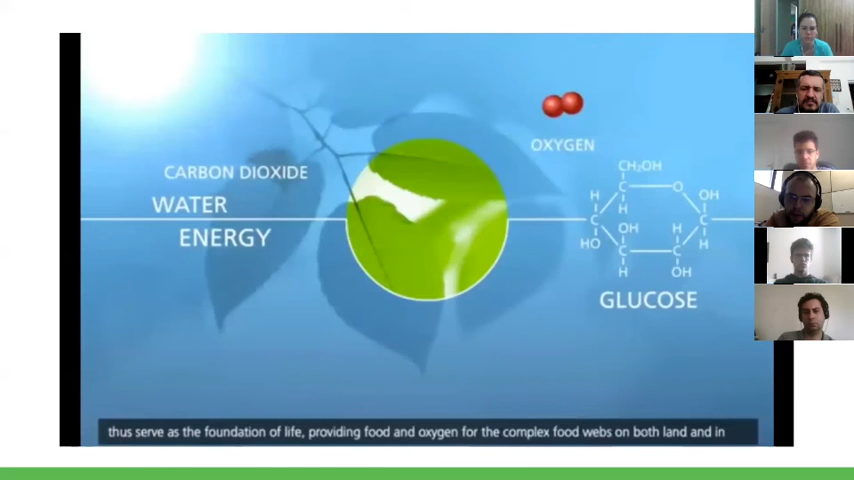 CARBON DIOXIDE
WATER
ENERGY
OXYGEN
CH₂OH
C
O
H
OH
H
C
OH
H
C
HO
C
C
H
H
OH
GLUCOSE
thus serve as the foundation of life, providing food and oxygen for the complex food webs on both land and in